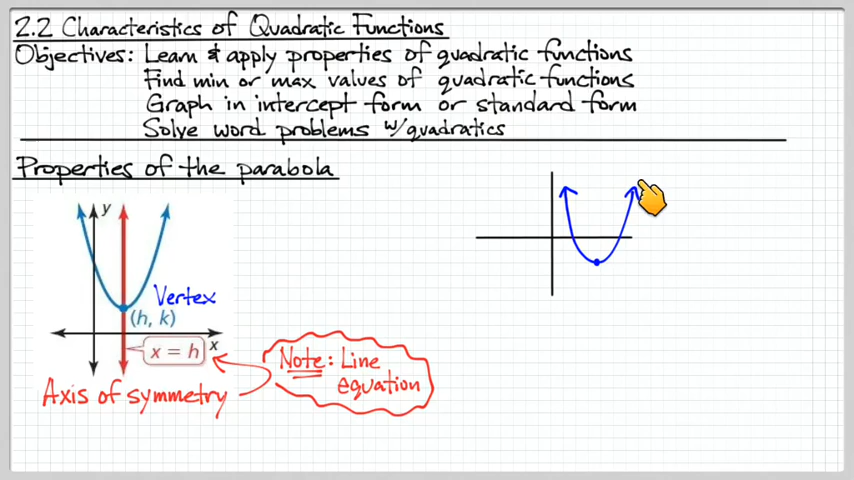 2.2 Characteristics of Quadratic Functions
Objectives: Learn & apply properties of quadratic functions
Find min or max values of quadratic functions
Graph in intercept form or standard form
Solve word problems w/quadratics
Properties of the parabola
y
Vertex
(h, k)
x = h
x
Note: Line
equation
Axis of symmetry